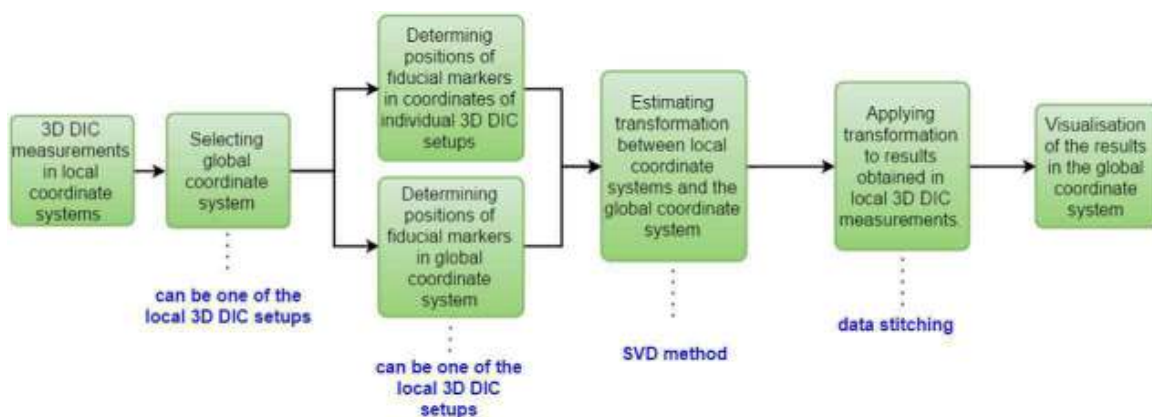 3D DIC
measurements
in local
coordinate
systems
Selecting
global
coordinate
system
can be one of the
local 3D DIC setups
Determinig
positions of
fiducial markers
in coordinates of
individual 3D DIC
setups
Determining
positions of
fiducial markers
in global
coordinate
system
can be one of the
local 3D DIC
setups
Estimating
transformation
between local
coordinate
systems and the
global coordinate
system
SVD method
Applying
transformation
to results
obtained in
local 3D DIC
measurements.
data stitching
Visualisation
of the results
in the global
coordinate
system